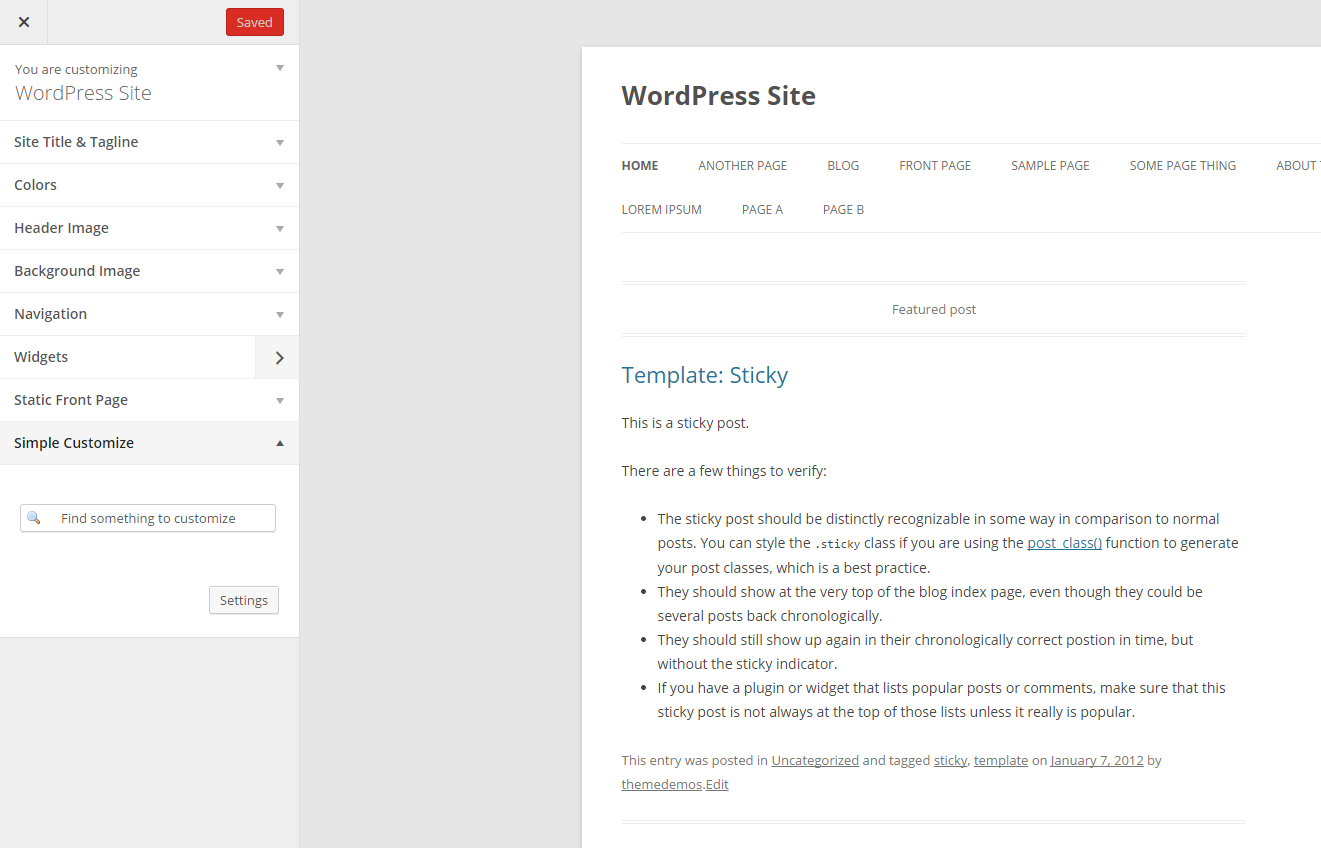 Saved
You are customizing
WordPress Site
Site Title & Tagline
Colors
Header Image
Background Image
Navigation
Widgets
Static Front Page
Simple Customize
Find something to customize
Settings
WordPress Site
HOME ANOTHER PAGE BLOG FRONT PAGE SAMPLE PAGE SOME PAGE THING ABOUT
LOREM IPSUM PAGE A PAGE B
Featured post
Template: Sticky
This is a sticky post.
There are a few things to verify:
• The sticky post should be distinctly recognizable in some way in comparison to normal
posts. You can style the .sticky class if you are using the post_class() function to generate
your post classes, which is a best practice.
• They should show at the very top of the blog index page, even though they could be
several posts back chronologically.
• They should still show up again in their chronologically correct postion in time, but
without the sticky indicator.
• If you have a plugin or widget that lists popular posts or comments, make sure that this
sticky post is not always at the top of those lists unless it really is popular.
This entry was posted in Uncategorized and tagged sticky, template on January 7, 2012 by
themedemos.Edit